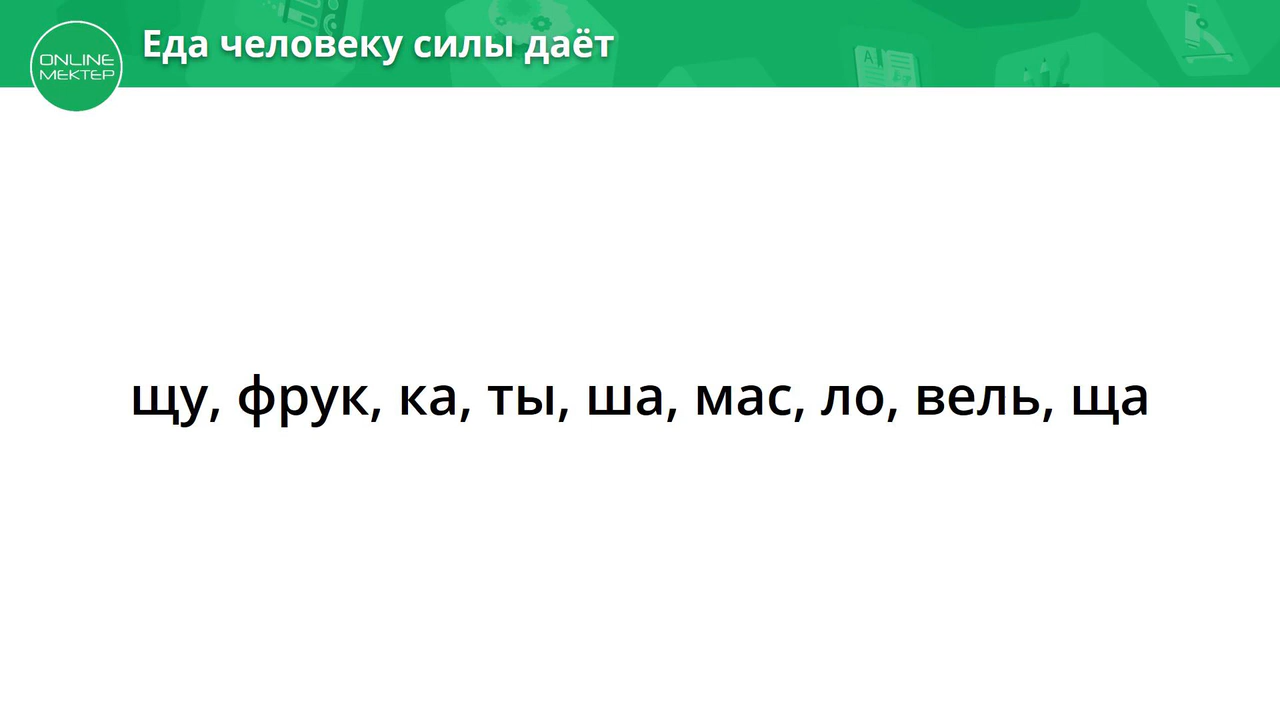 Еда человеку силы даёт
ONLINE
МЕКТЕР
щу, фрук, ка, ты, ша, мас, ло, вель, ща